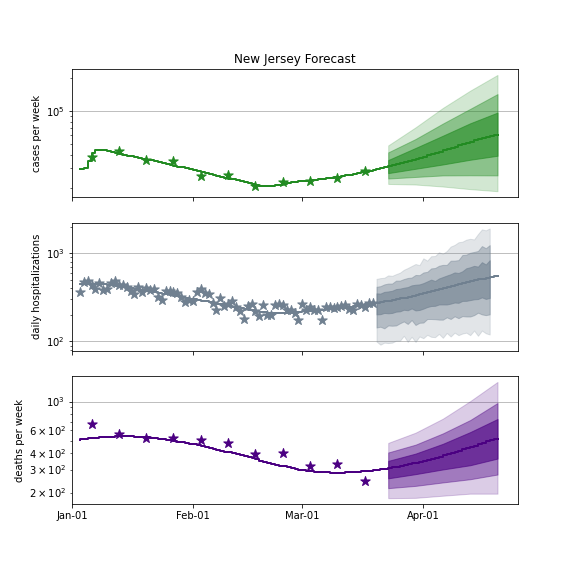 New Jersey Forecast
cases per week
10⁵
daily hospitalizations
10³
10²
deaths per week
10³
6 × 10²
4 × 10²
3 × 10²
2 × 10²
Jan-01 Feb-01 Mar-01 Apr-01